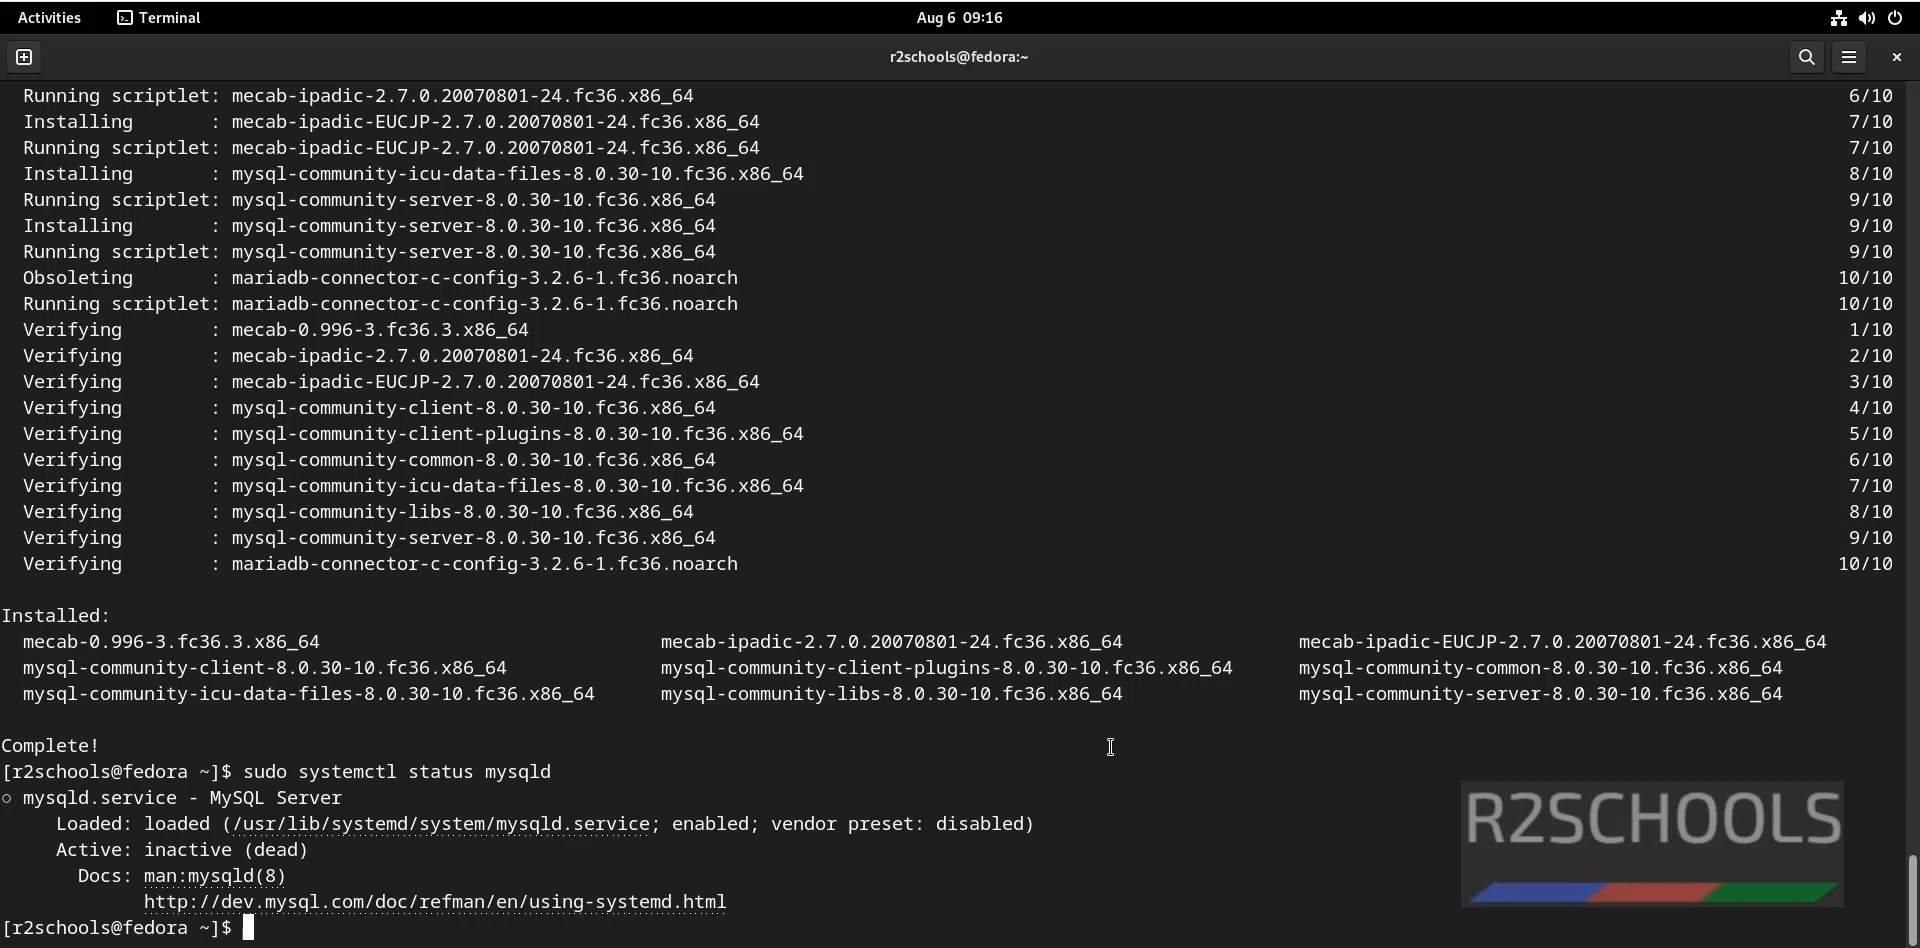 Activities Terminal Aug 6 09:16
r2schools@fedora:~
Running scriptlet: mecab-ipadic-2.7.0.20070801-24.fc36.x86_64 6/10
Installing : mecab-ipadic-EUCJP-2.7.0.20070801-24.fc36.x86_64 7/10
Running scriptlet: mecab-ipadic-EUCJP-2.7.0.20070801-24.fc36.x86_64 7/10
Installing : mysql-community-icu-data-files-8.0.30-10.fc36.x86_64 8/10
Running scriptlet: mysql-community-server-8.0.30-10.fc36.x86_64 9/10
Installing : mysql-community-server-8.0.30-10.fc36.x86_64 9/10
Running scriptlet: mysql-community-server-8.0.30-10.fc36.x86_64 9/10
Obsoleting : mariadb-connector-c-config-3.2.6-1.fc36.noarch 10/10
Running scriptlet: mariadb-connector-c-config-3.2.6-1.fc36.noarch 10/10
Verifying : mecab-0.996-3.fc36.3.x86_64 1/10
Verifying : mecab-ipadic-2.7.0.20070801-24.fc36.x86_64 2/10
Verifying : mecab-ipadic-EUCJP-2.7.0.20070801-24.fc36.x86_64 3/10
Verifying : mysql-community-client-8.0.30-10.fc36.x86_64 4/10
Verifying : mysql-community-client-plugins-8.0.30-10.fc36.x86_64 5/10
Verifying : mysql-community-common-8.0.30-10.fc36.x86_64 6/10
Verifying : mysql-community-icu-data-files-8.0.30-10.fc36.x86_64 7/10
Verifying : mysql-community-libs-8.0.30-10.fc36.x86_64 8/10
Verifying : mysql-community-server-8.0.30-10.fc36.x86_64 9/10
Verifying : mariadb-connector-c-config-3.2.6-1.fc36.noarch 10/10
Installed:
mecab-0.996-3.fc36.3.x86_64 mecab-ipadic-2.7.0.20070801-24.fc36.x86_64 mecab-ipadic-EUCJP-2.7.0.20070801-24.fc36.x86_64
mysql-community-client-8.0.30-10.fc36.x86_64 mysql-community-client-plugins-8.0.30-10.fc36.x86_64 mysql-community-common-8.0.30-10.fc36.x86_64
mysql-community-icu-data-files-8.0.30-10.fc36.x86_64 mysql-community-libs-8.0.30-10.fc36.x86_64 mysql-community-server-8.0.30-10.fc36.x86_64
Complete!
[r2schools@fedora ~]$ sudo systemctl status mysqld
○ mysqld.service - MySQL Server
Loaded: loaded (/usr/lib/systemd/system/mysqld.service; enabled; vendor preset: disabled)
Active: inactive (dead)
Docs: man:mysqld(8)
http://dev.mysql.com/doc/refman/en/using-systemd.html
[r2schools@fedora ~]$
R2SCHOOLS